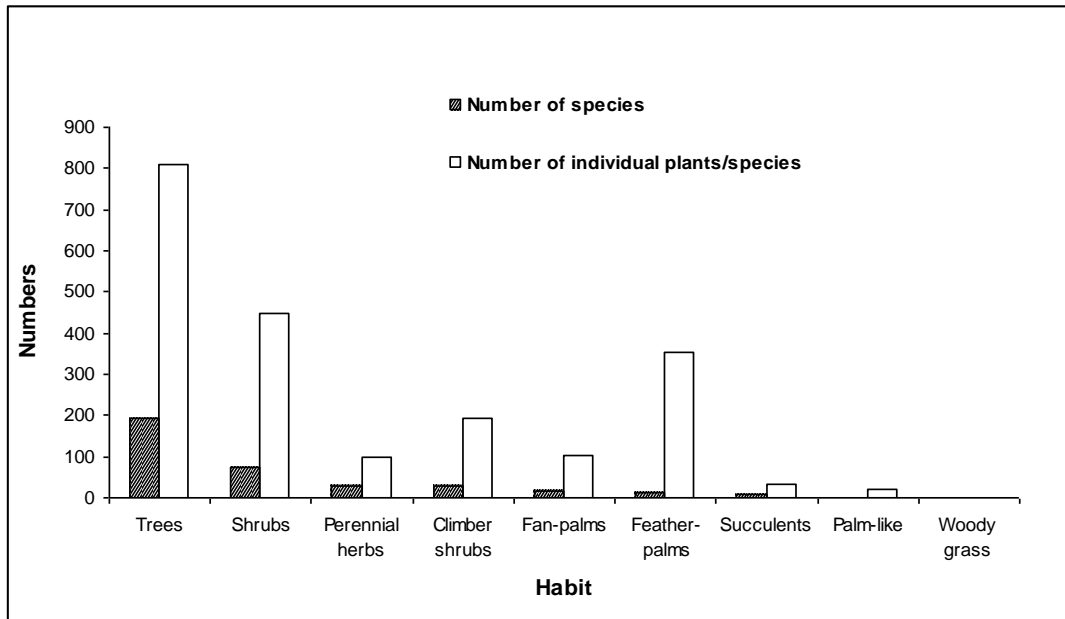 Number of species
Number of individual plants/species
900
800
700
600
500
400
300
200
100
0
Numbers
Trees
Shrubs
Perennial
herbs
Climber
shrubs
Fan-palms
Feather-
palms
Succulents
Palm-like
Woody
grass
Habit